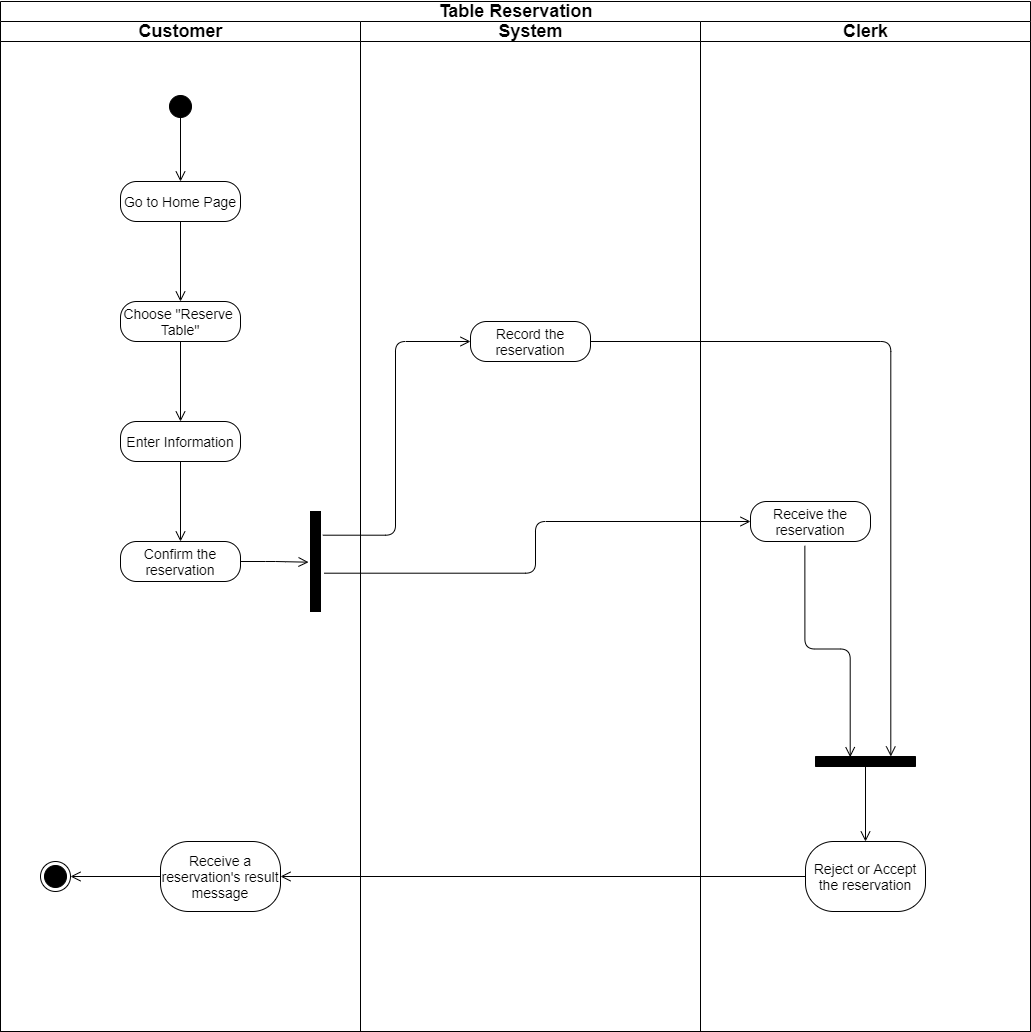 Table Reservation
Customer
System
Clerk
Go to Home Page
Choose "Reserve
Table"
Record the
reservation
Enter Information
Receive the
reservation
Confirm the
reservation
Receive a
reservation's result
message
Reject or Accept
the reservation